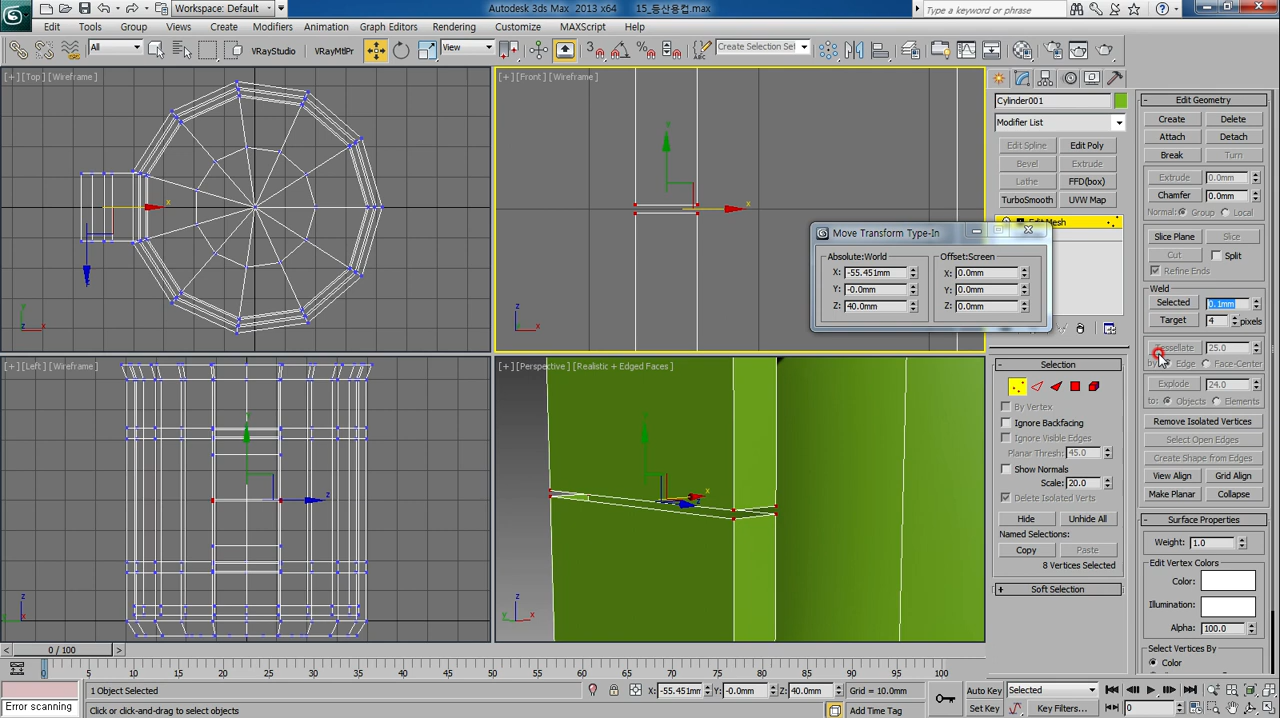 Workspace: Default
Autodesk 3ds Max 2013 x64
15_등산용컵.max
Type a keyword or phrase
Edit Tools Group Views Create Modifiers Animation Graph Editors Rendering Customize MAXScript Help
All VRayStudio VRayMtlPr View Create Selection Set
[+] [Top] [Wireframe]
x
y
x
z
[+] [Front] [Wireframe]
y
x
z
x
Move Transform Type-In
Absolute:World Offset:Screen
X: -55.451mm X: 0.0mm
Y: -0.0mm Y: 0.0mm
Z: 40.0mm Z: 0.0mm
[+] [Left] [Wireframe]
z
z
y
[+] [Perspective] [Realistic + Edged Faces]
x
z
y
x
Cylinder001
Modifier List
Edit Spline Edit Poly
Bevel Extrude
Lathe FFD(box)
TurboSmooth UVW Map
Edit Mesh
Selection
By Vertex
Ignore Backfacing
Ignore Visible Edges
Planar Thresh: 45.0
Show Normals
Scale: 20.0
Delete Isolated Verts
Hide Unhide All
Named Selections:
Copy Paste
8 Vertices Selected
Soft Selection
Edit Geometry
Create Delete
Attach Detach
Break Turn
Extrude 0.0mm
Chamfer 0.0mm
Normal: Group Local
Slice Plane Slice
Cut Split
Refine Ends
Weld
Selected 0.1mm
Target 4 pixels
Tessellate 25.0
by: Edge Face-Center
Explode 24.0
to: Objects Elements
Remove Isolated Vertices
Select Open Edges
Create Shape from Edges
View Align Grid Align
Make Planar Collapse
Surface Properties
Weight: 1.0
Edit Vertex Colors
Color:
Illumination:
Alpha: 100.0
Select Vertices By
Color
0 / 100
5 10 15 20 25 30 35 40 45 50 55 60 65 70 75 80 85 90 95 100
1 Object Selected X: -55.451mm Y: -0.0mm Z: 40.0mm Grid = 10.0mm Auto Key Selected
Error scanning Click or click-and-drag to select objects Add Time Tag Set Key Key Filters... 0